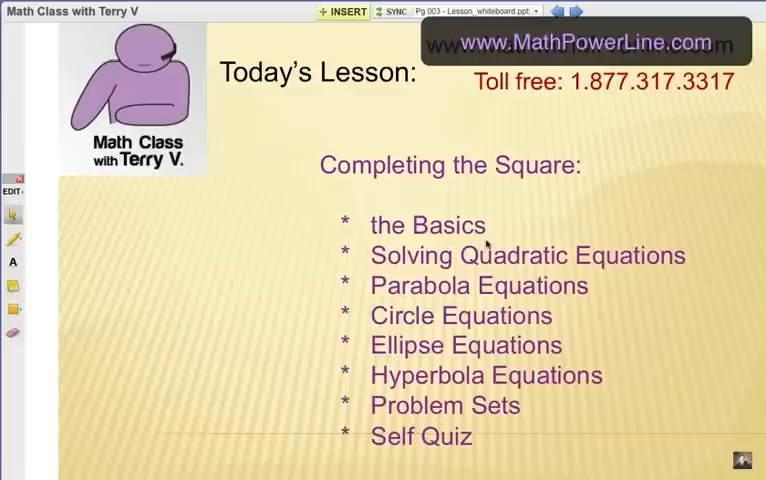 Math Class with Terry V
INSERT
SYNC
Pg 003 - Lesson_whiteboard.ppt
www.MathPowerLine.com
Today's Lesson:
Toll free: 1.877.317.3317
Math Class
with Terry V.
Completing the Square:
EDIT
* the Basics
* Solving Quadratic Equations
A
* Parabola Equations
* Circle Equations
* Ellipse Equations
* Hyperbola Equations
* Problem Sets
* Self Quiz